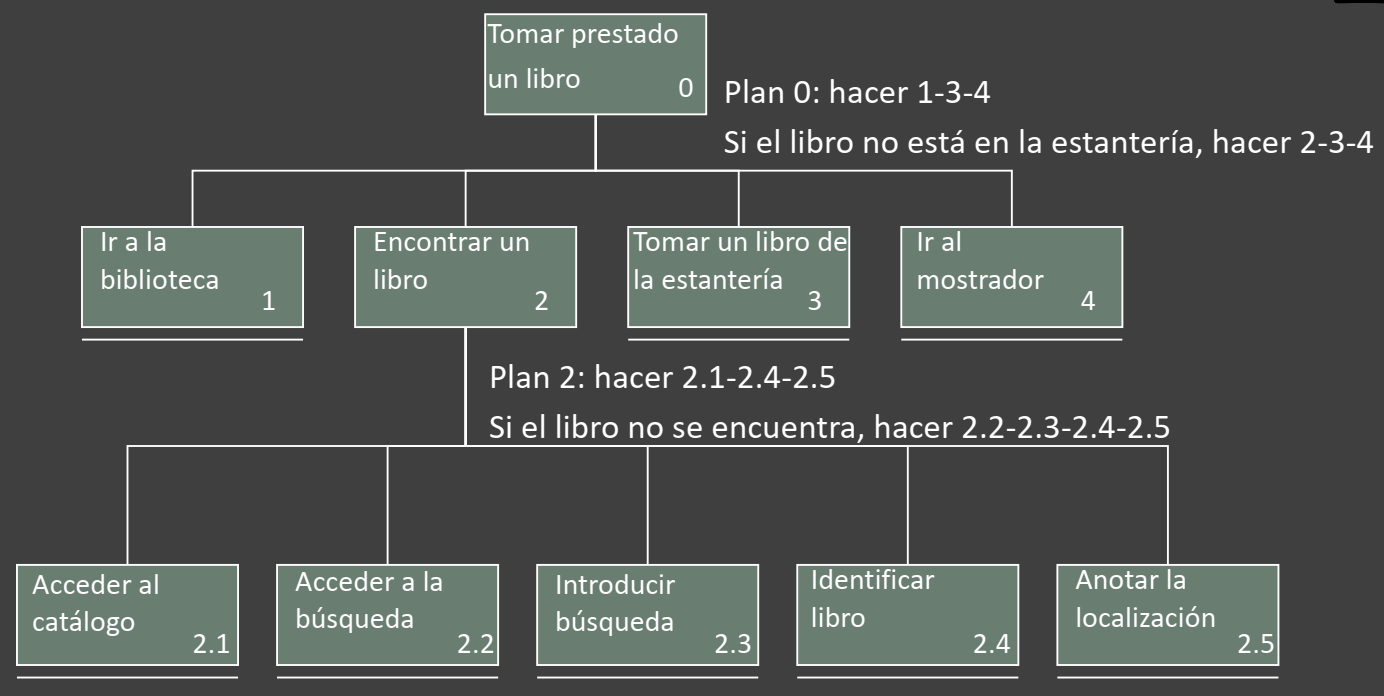 Tomar prestado
un libro
0
Plan 0: hacer 1-3-4
Si el libro no está en la estantería, hacer 2-3-4
Ir a la
biblioteca
1
Encontrar un
libro
2
Tomar un libro de
la estantería
3
Ir al
mostrador
4
Plan 2: hacer 2.1-2.4-2.5
Si el libro no se encuentra, hacer 2.2-2.3-2.4-2.5
Acceder al
catálogo
2.1
Acceder a la
búsqueda
2.2
Introducir
búsqueda
2.3
Identificar
libro
2.4
Anotar la
localización
2.5